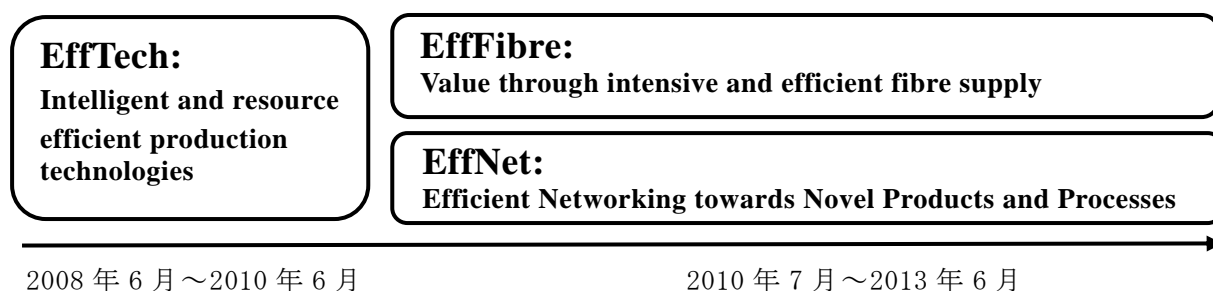 EffTech:
Intelligent and resource
efficient production
technologies
EffFibre:
Value through intensive and efficient fibre supply
EffNet:
Efficient Networking towards Novel Products and Processes
2008 年 6 月～2010 年 6 月
2010 年 7 月～2013 年 6 月